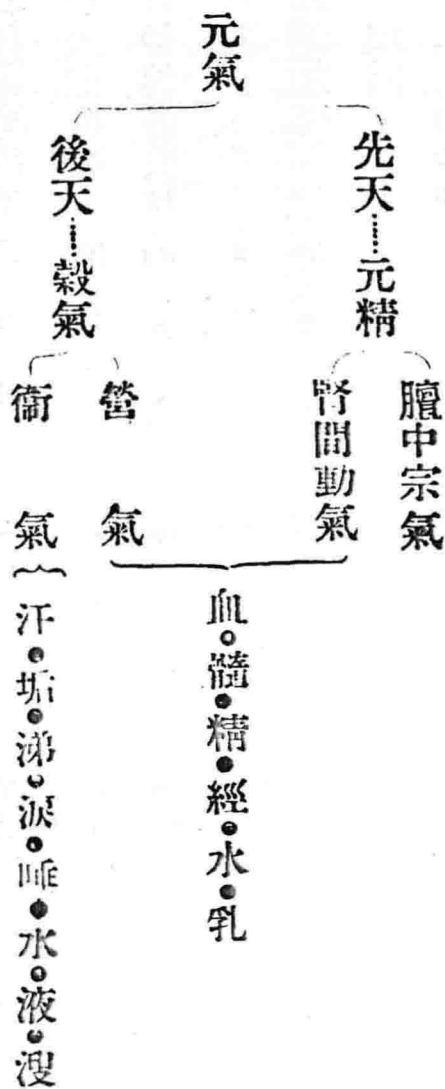 元氣
先天……元精
膻中宗氣
腎間動氣
後天……穀氣
營氣
衛氣
血•髓•精•經•水•乳
汗•垢•涕•淚•唾•水•液•溲